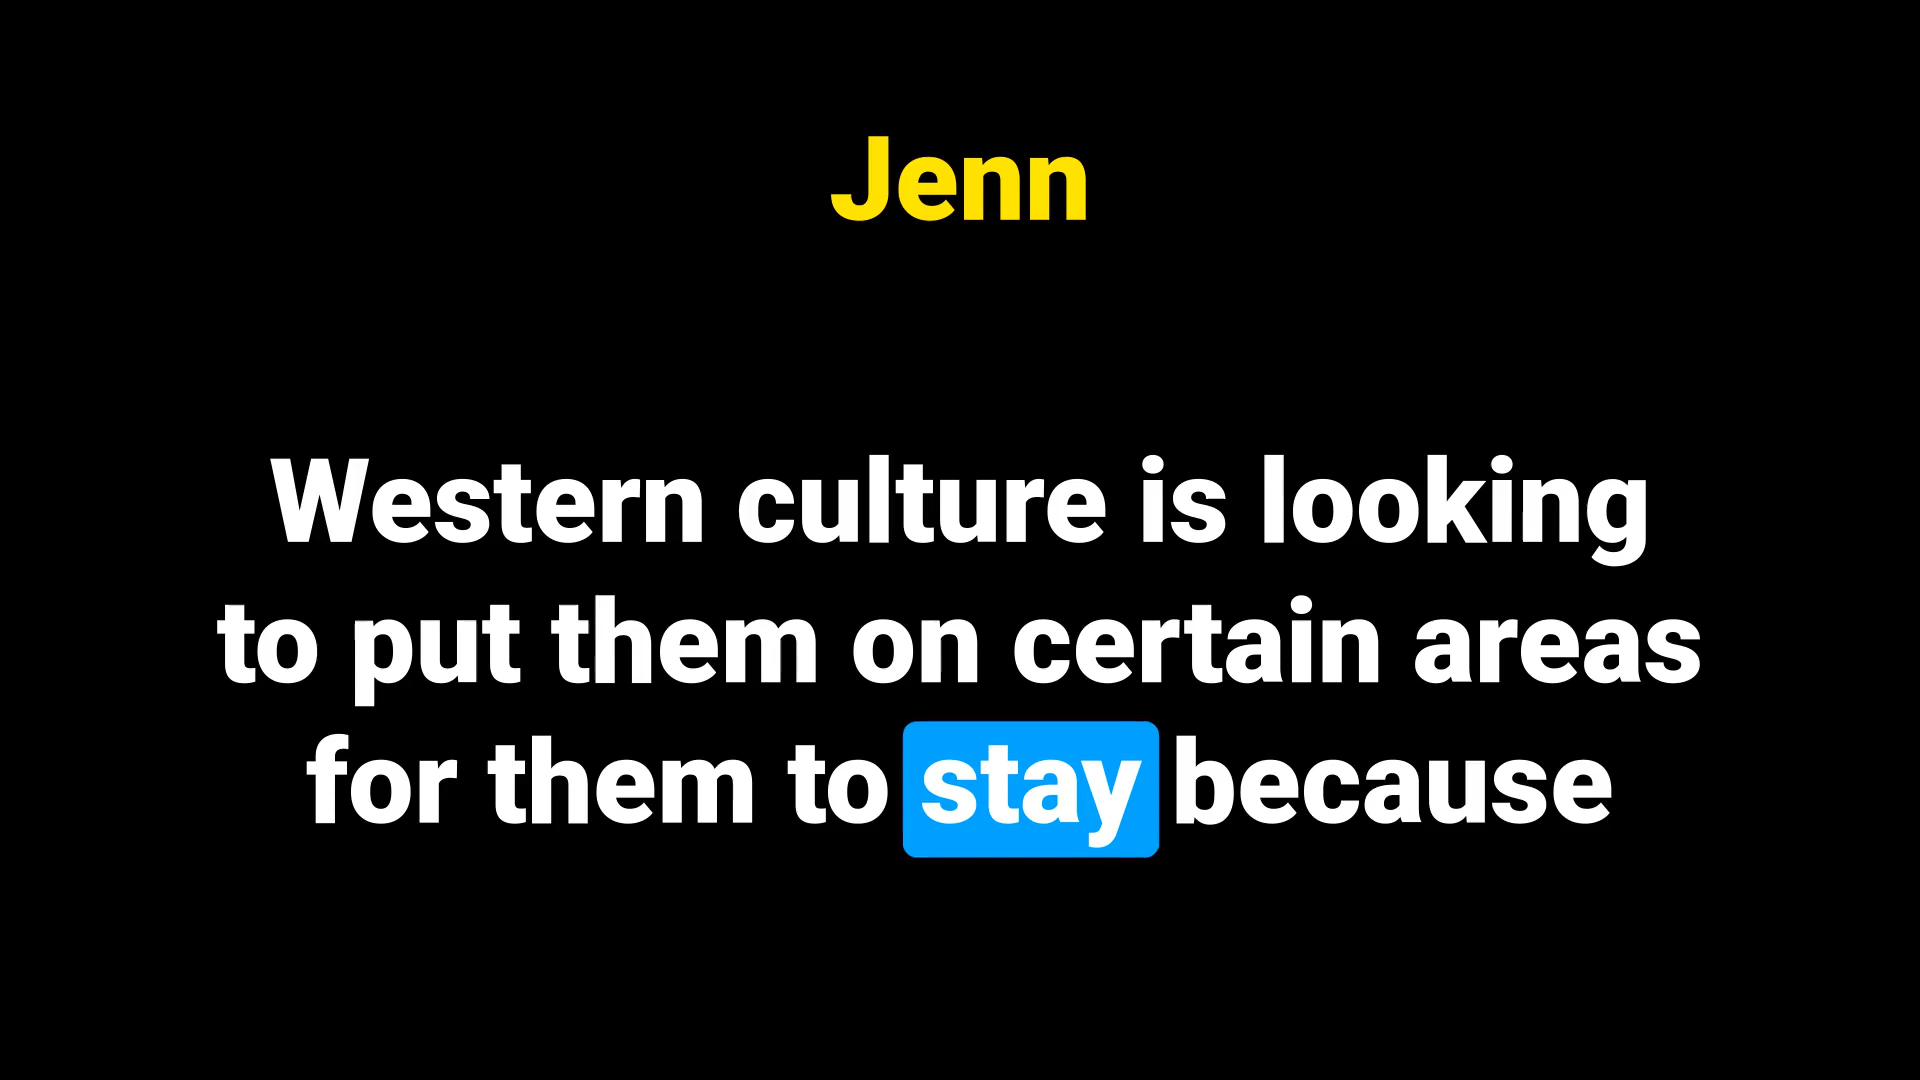 Jenn
Western culture is looking
to put them on certain areas
for them to stay because